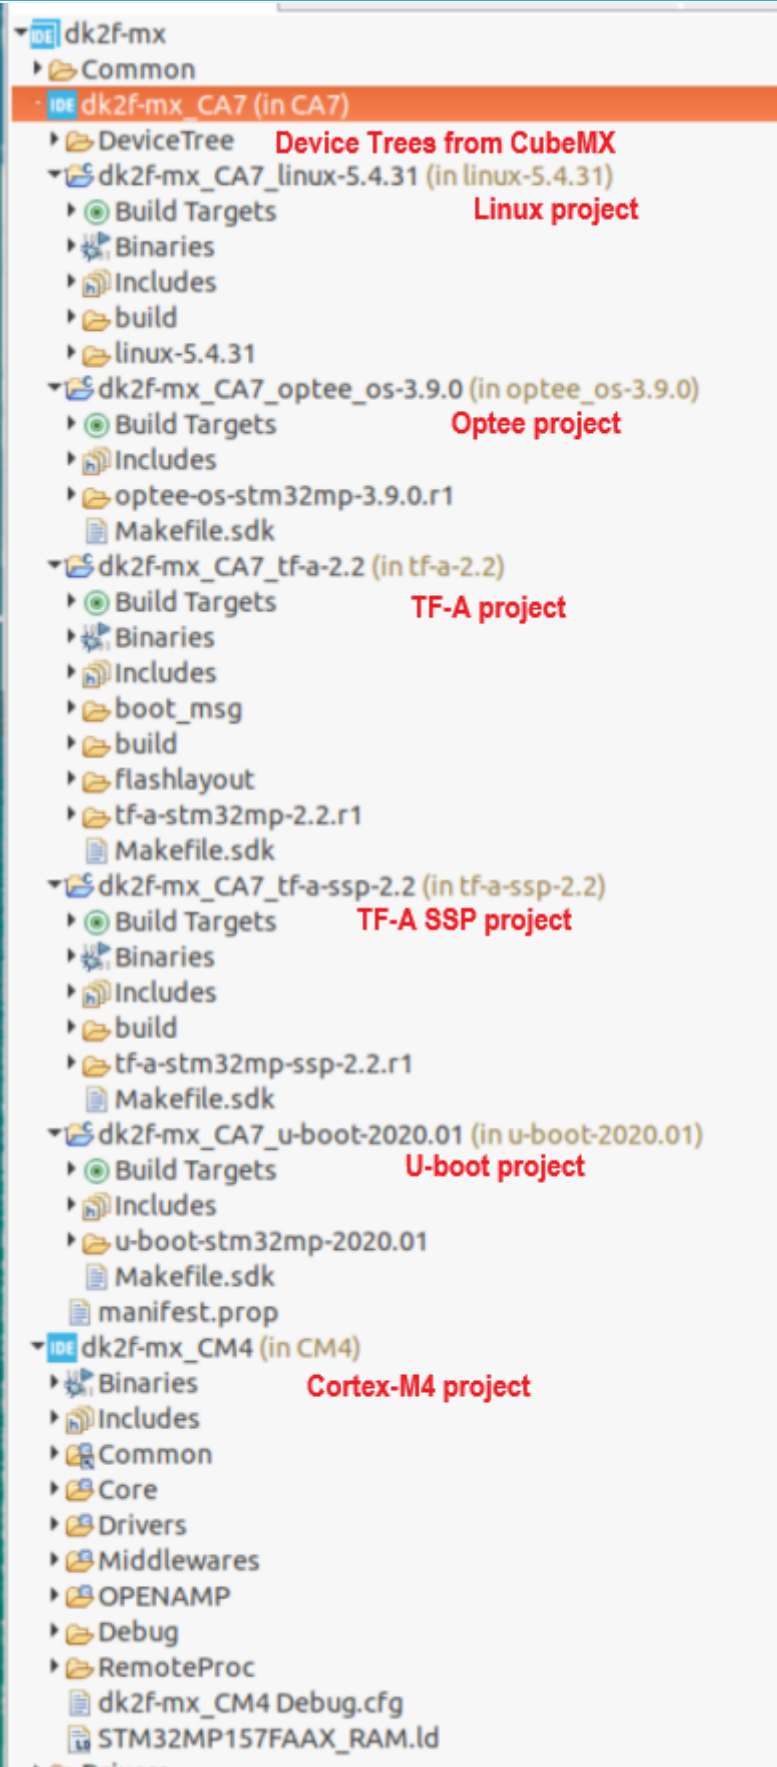 dk2f-mx
Common
IDE dk2f-mx_CA7 (in CA7)
DeviceTree Device Trees from CubeMX
dk2f-mx_CA7_linux-5.4.31 (in linux-5.4.31)
Build Targets Linux project
Binaries
Includes
build
linux-5.4.31
dk2f-mx_CA7_optee_os-3.9.0 (in optee_os-3.9.0)
Build Targets Optee project
Includes
optee-os-stm32mp-3.9.0.r1
Makefile.sdk
dk2f-mx_CA7_tf-a-2.2 (in tf-a-2.2)
Build Targets TF-A project
Binaries
Includes
boot_msg
build
flashlayout
tf-a-stm32mp-2.2.r1
Makefile.sdk
dk2f-mx_CA7_tf-a-ssp-2.2 (in tf-a-ssp-2.2)
Build Targets TF-A SSP project
Binaries
Includes
build
tf-a-stm32mp-ssp-2.2.r1
Makefile.sdk
dk2f-mx_CA7_u-boot-2020.01 (in u-boot-2020.01)
Build Targets U-boot project
Includes
u-boot-stm32mp-2020.01
Makefile.sdk
manifest.prop
IDE dk2f-mx_CM4 (in CM4)
Binaries Cortex-M4 project
Includes
Common
Core
Drivers
Middlewares
OPENAMP
Debug
RemoteProc
dk2f-mx_CM4 Debug.cfg
STM32MP157FAAX_RAM.ld